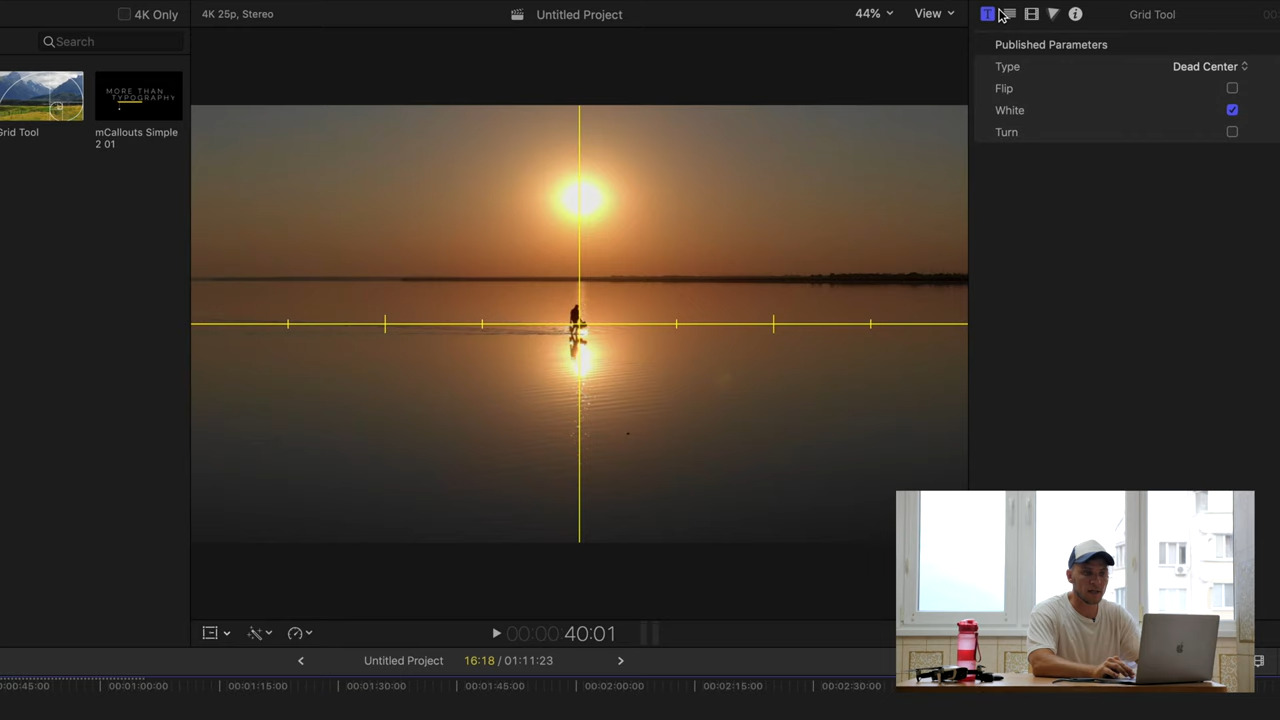 4K Only
4K 25p, Stereo
Untitled Project
44%
View
T
Grid Tool
Search
MORE THAN
TYPOGRAPHY
Grid Tool
mCallouts Simple
2 01
Published Parameters
Type
Dead Center
Flip
White
Turn
00:00:40:01
Untitled Project
16:18 / 01:11:23
0:00:45:00
00:01:00:00
00:01:15:00
00:01:30:00
00:01:45:00
00:02:00:00
00:02:15:00
00:02:30:00